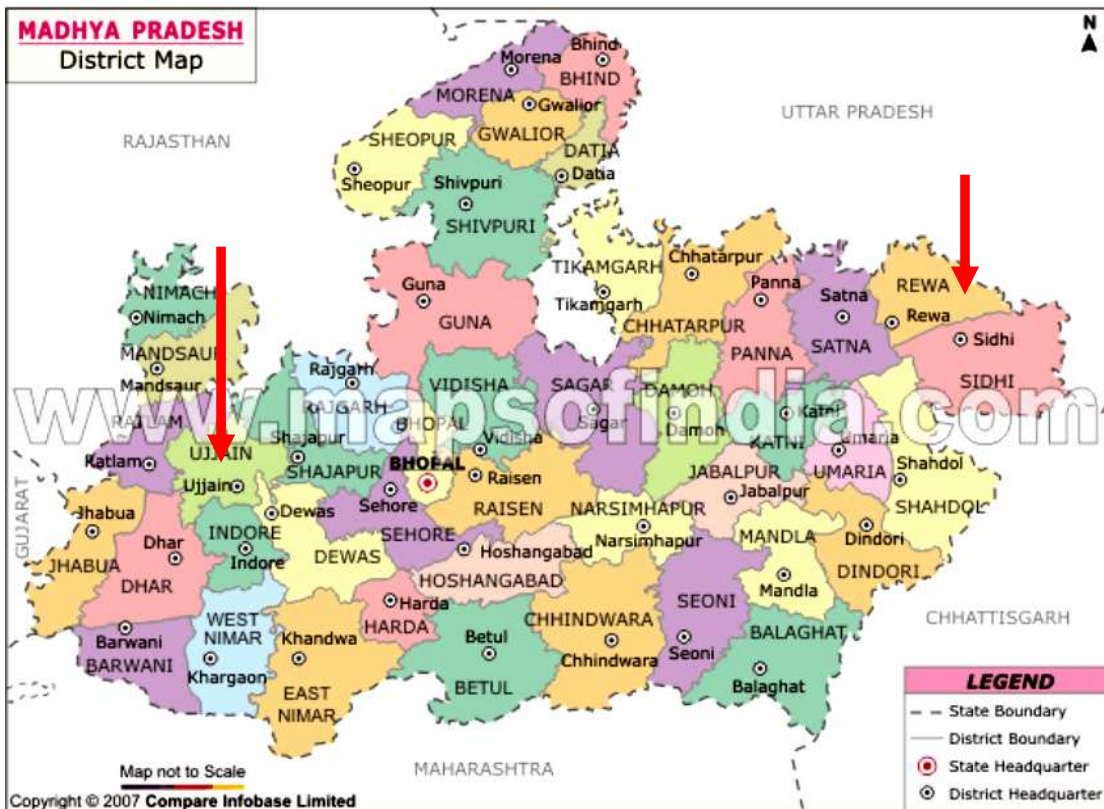 MADHYA PRADESH
District Map
N
RAJASTHAN
UTTAR PRADESH
GUJARAT
CHHATTISGARH
MAHARASHTRA
Bhind
BHIND
Morena
MORENA
Gwalior
GWALIOR
SHEOPUR
Sheopur
DATIA
Datia
Shivpuri
SHIVPURI
TIKAMGARH
Tikamgarh
Chhatarpur
CHHATARPUR
Panna
PANNA
Satna
SATNA
REWA
Rewa
Sidhi
SIDHI
NIMACH
Nimach
MANDSAUR
Mandsaur
Guna
GUNA
Rajgarh
RAJGARH
VIDISHA
Vidisha
SAGAR
Sagar
DAMOH
Damoh
Katni
KATNI
Umaria
UMARIA
Shahdol
SHAHDOL
www.mapsofindia.com
RATLAM
Katlam
UJJAIN
Ujjain
Shajapur
SHAJAPUR
BHOPAL
BHOPAL
Sehore
SEHORE
Raisen
RAISEN
JABALPUR
Jabalpur
NARSIMHAPUR
Narsimhapur
MANDLA
Mandla
Dindori
DINDORI
Jhabua
JHABUA
Dhar
DHAR
INDORE
Indore
Dewas
DEWAS
Hoshangabad
HOSHANGABAD
Harda
HARDA
Barwani
BARWANI
WEST
NIMAR
Khargaon
Khandwa
EAST
NIMAR
Betul
BETUL
CHHINDWARA
Chhindwara
SEONI
Seoni
BALAGHAT
Balaghat
LEGEND
State Boundary
District Boundary
State Headquarter
District Headquarter
Map not to Scale
Copyright © 2007 Compare Infobase Limited